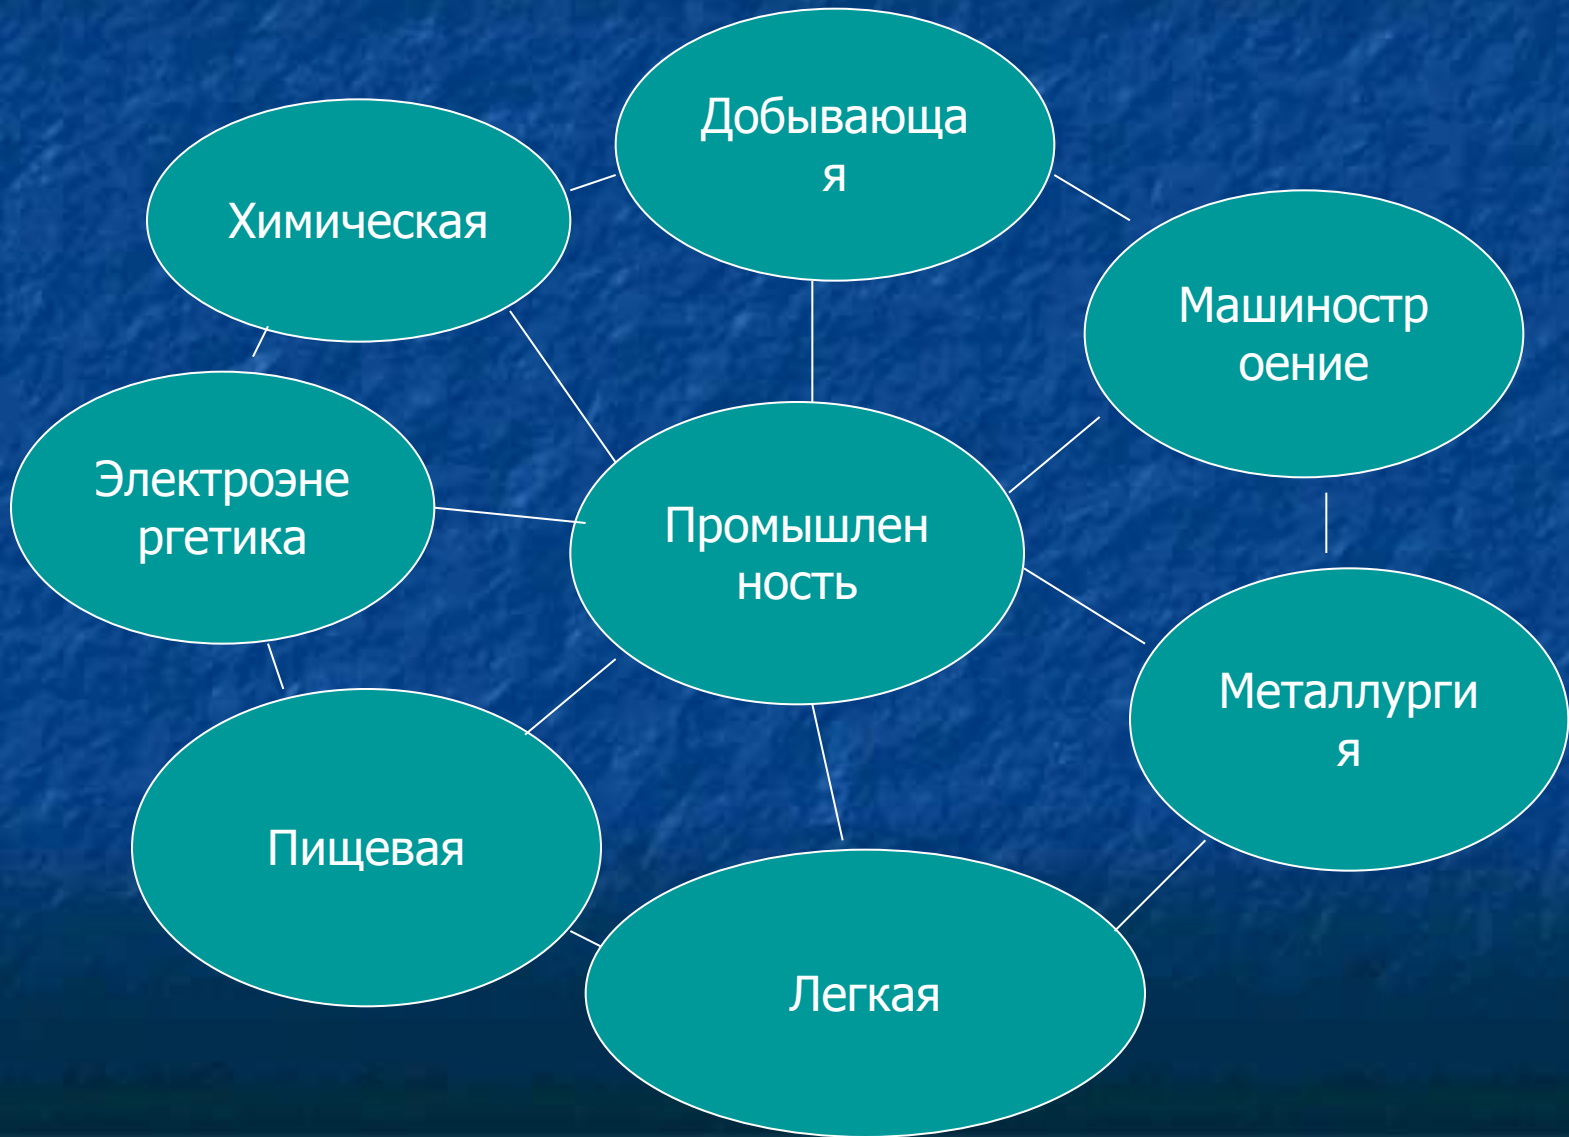 Добывающа
я
Химическая
Машиностр
оение
Электроэне
ргетика
Промышлен
ность
Металлурги
я
Пищевая
Легкая